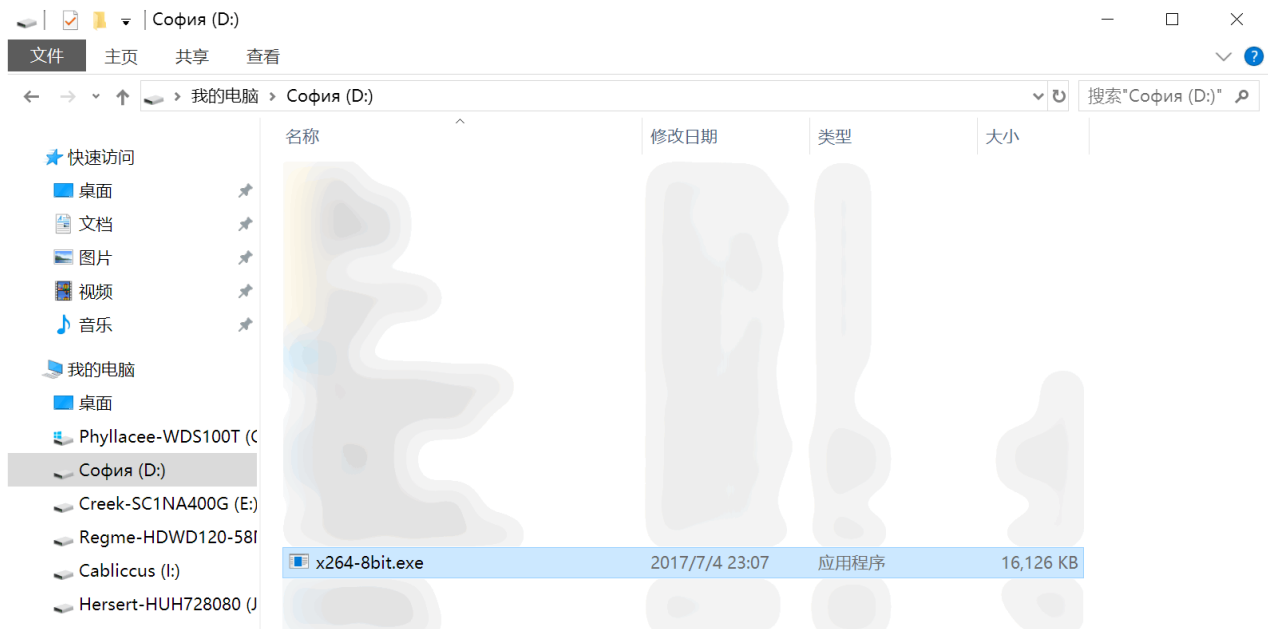 София (D:)
文件 主页 共享 查看
我的电脑 София (D:) 搜索"София (D:)"
名称 修改日期 类型 大小
快速访问
桌面
文档
图片
视频
音乐
我的电脑
桌面
Phyllacee-WDS100T (C
София (D:)
Creek-SC1NA400G (E:)
Regme-HDWD120-58
Cabliccus (I:)
Hersert-HUH728080 (J
x264-8bit.exe 2017/7/4 23:07 应用程序 16,126 KB